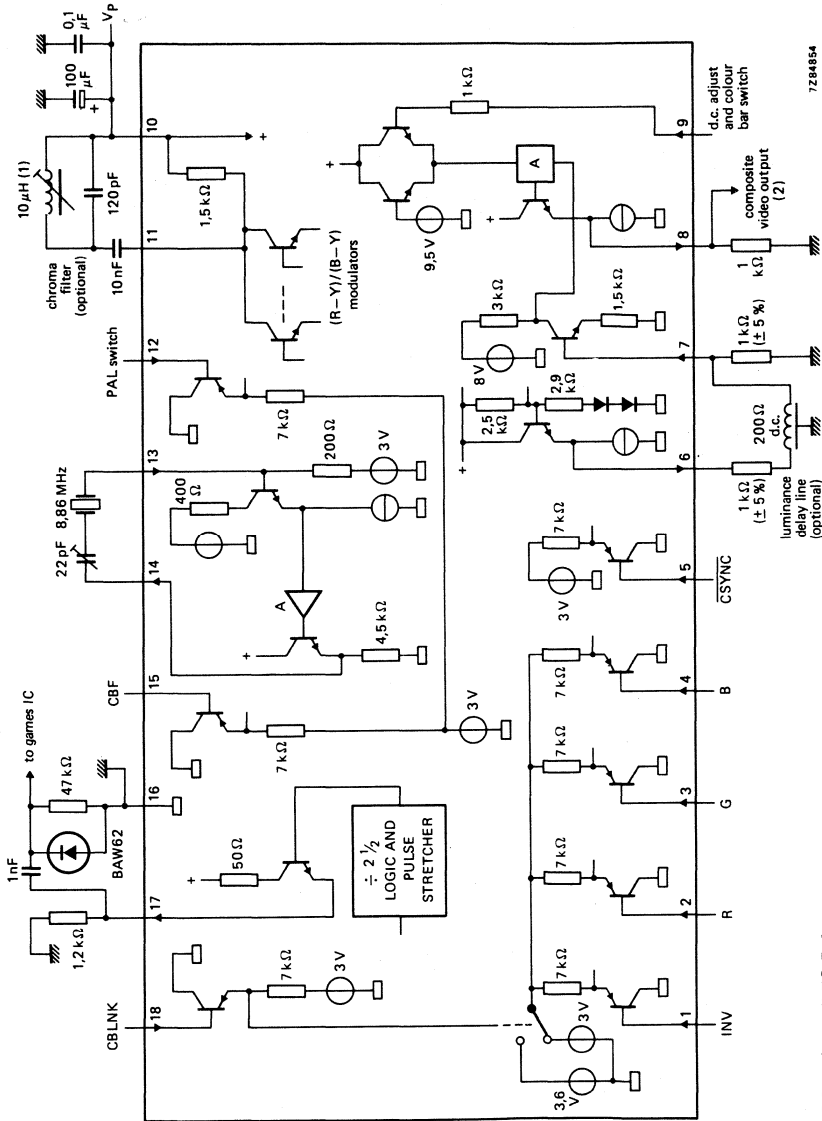 0,1
μF
100
μF
+
VP
10 μH (1)
120 pF
10 nF
chroma
filter
(optional)
10
11
1,5 kΩ
+
(R–Y)/(B–Y)
modulators
PAL switch
12
7 kΩ
8,86 MHz
22 pF
13
14
400
Ω
200 Ω
3 V
A
+
4,5 kΩ
CBF
15
7 kΩ
3 V
to games IC
47 kΩ
BAW62
1 nF
1,2 kΩ
16
17
50 Ω
+
÷ 2 ½
LOGIC AND
PULSE
STRETCHER
CBLNK
18
7 kΩ
3 V
3,6
V
3 V
7 kΩ
1
INV
7 kΩ
2
R
7 kΩ
3
G
7 kΩ
4
B
7 kΩ
3 V
5
CSYNC
+
2,5
kΩ
2,9
kΩ
6
1 kΩ
(± 5 %)
200 Ω
d.c.
luminance
delay line
(optional)
8 V
3 kΩ
1,5 kΩ
7
1 kΩ
(± 5 %)
+
9,5 V
+
A
8
composite
video output
(2)
1
kΩ
1 kΩ
9
d.c. adjust
and colour
bar switch
7Z84854